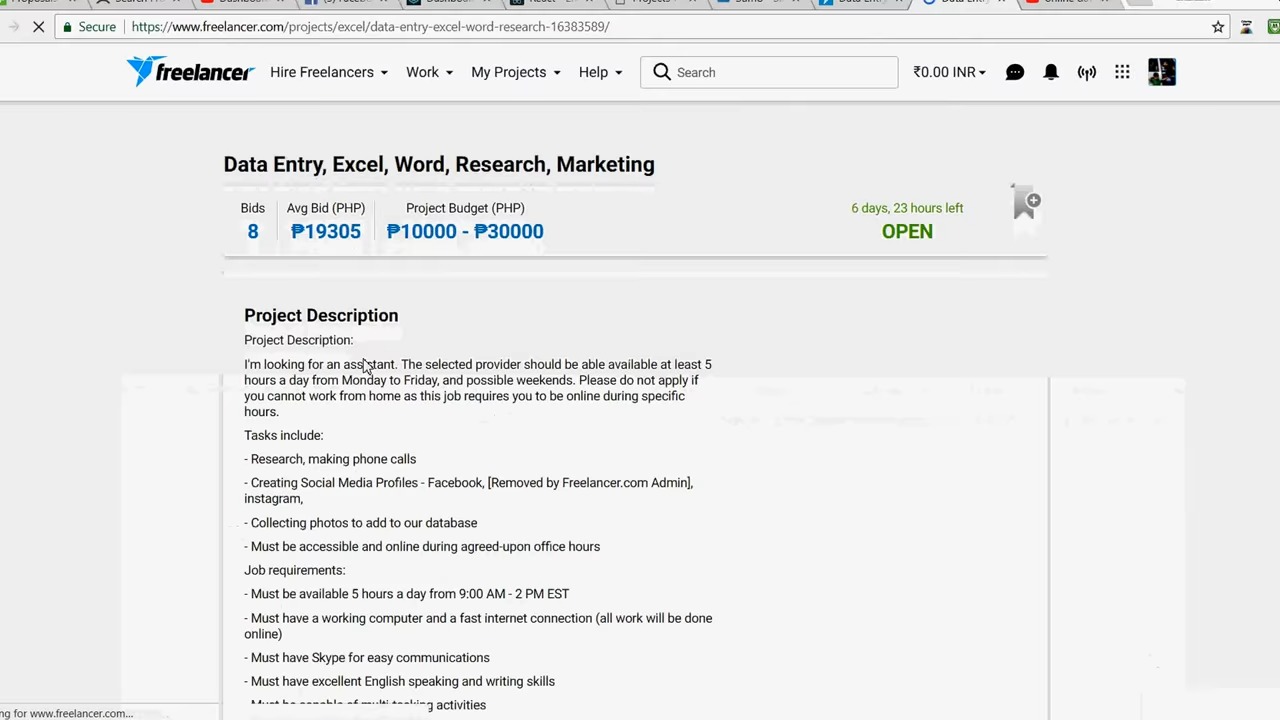 Secure https://www.freelancer.com/projects/excel/data-entry-excel-word-research-16383589/
freelancer Hire Freelancers Work My Projects Help Search ₹0.00 INR
Data Entry, Excel, Word, Research, Marketing
Bids Avg Bid (PHP) Project Budget (PHP) 6 days, 23 hours left
8 ₱19305 ₱10000 - ₱30000 OPEN
Project Description
Project Description:
I'm looking for an assistant. The selected provider should be able available at least 5
hours a day from Monday to Friday, and possible weekends. Please do not apply if
you cannot work from home as this job requires you to be online during specific
hours.
Tasks include:
- Research, making phone calls
- Creating Social Media Profiles - Facebook, [Removed by Freelancer.com Admin],
instagram,
- Collecting photos to add to our database
- Must be accessible and online during agreed-upon office hours
Job requirements:
- Must be available 5 hours a day from 9:00 AM - 2 PM EST
- Must have a working computer and a fast internet connection (all work will be done
online)
- Must have Skype for easy communications
- Must have excellent English speaking and writing skills
- Must be capable of multi tasking activities
ng for www.freelancer.com...